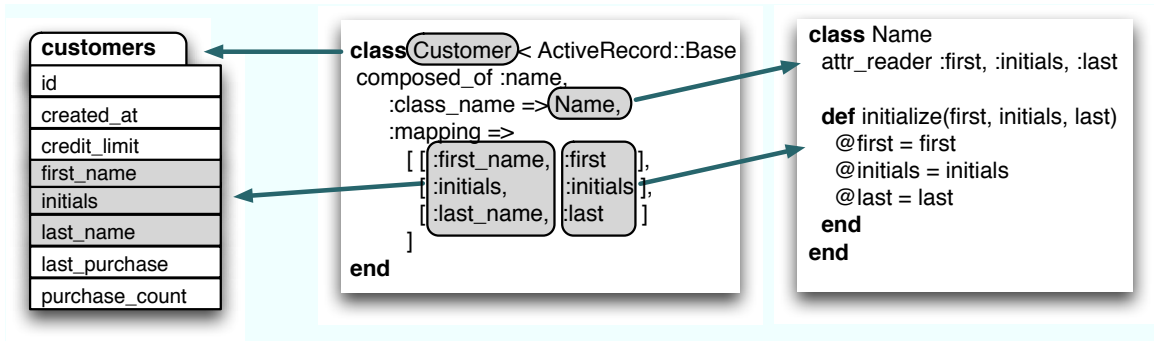 customers
id
created_at
credit_limit
first_name
initials
last_name
last_purchase
purchase_count
class Customer < ActiveRecord::Base
composed_of :name,
:class_name => Name,
:mapping =>
[ [ :first_name, :first ],
[ :initials, :initials ],
[ :last_name, :last ]
]
end
class Name
attr_reader :first, :initials, :last
def initialize(first, initials, last)
@first = first
@initials = initials
@last = last
end
end